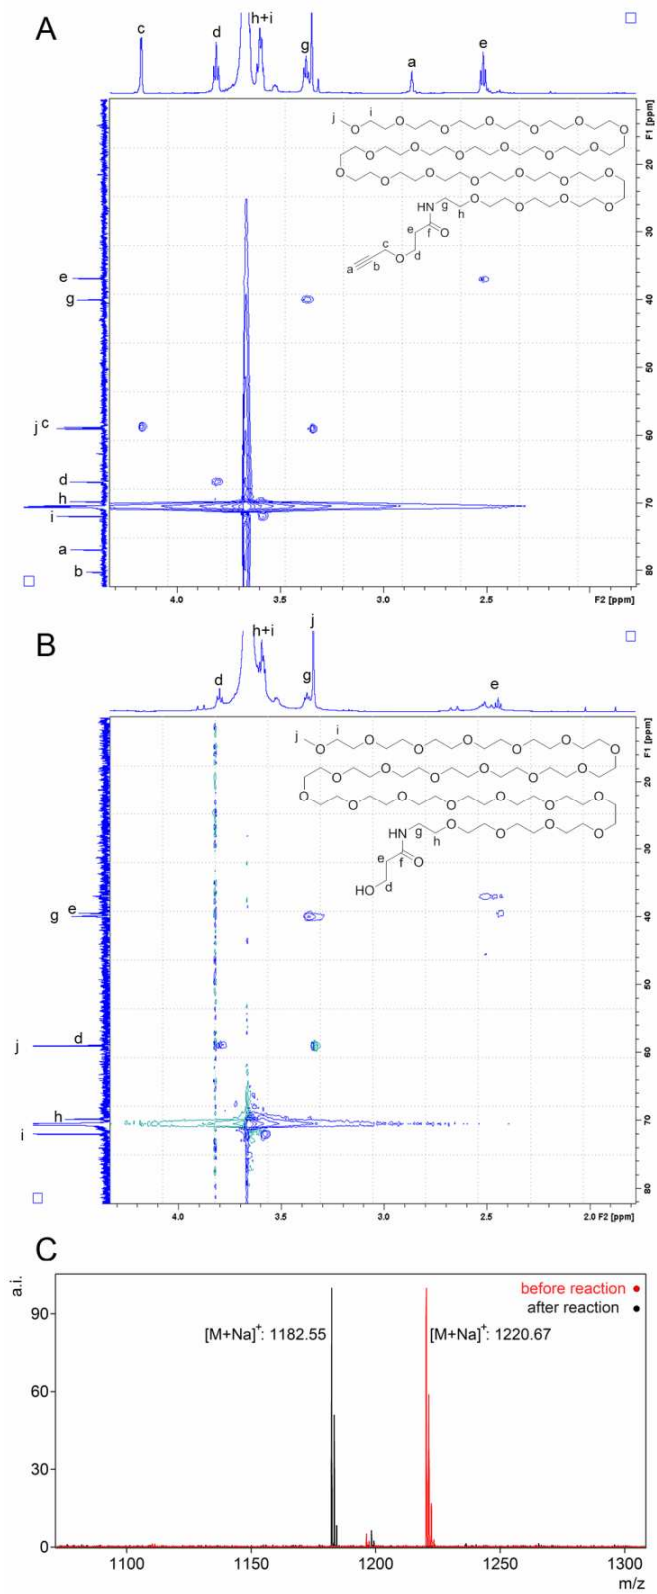 A
c d h+i g a e
j i
O O O O O O O
O O O O O O
O O O O O O
HN g h O O O O O
e f O
c
a b O d
F1 [ppm]
20
30
40
50
60
70
80
e
g
j c
d
h
i
a
b
4.0 3.5 3.0 2.5 F2 [ppm]
B
d h+i g j e
j i
O O O O O O O
O O O O O O
O O O O O O
HN g h O O O O O
e f O
HO d
F1 [ppm]
20
30
40
50
60
70
80
g e
j d
h
i
4.0 3.5 3.0 2.5 2.0 F2 [ppm]
C
a.i.
90
60
30
0
before reaction
after reaction
[M+Na]+: 1182.55
[M+Na]+: 1220.67
1100 1150 1200 1250 1300
m/z